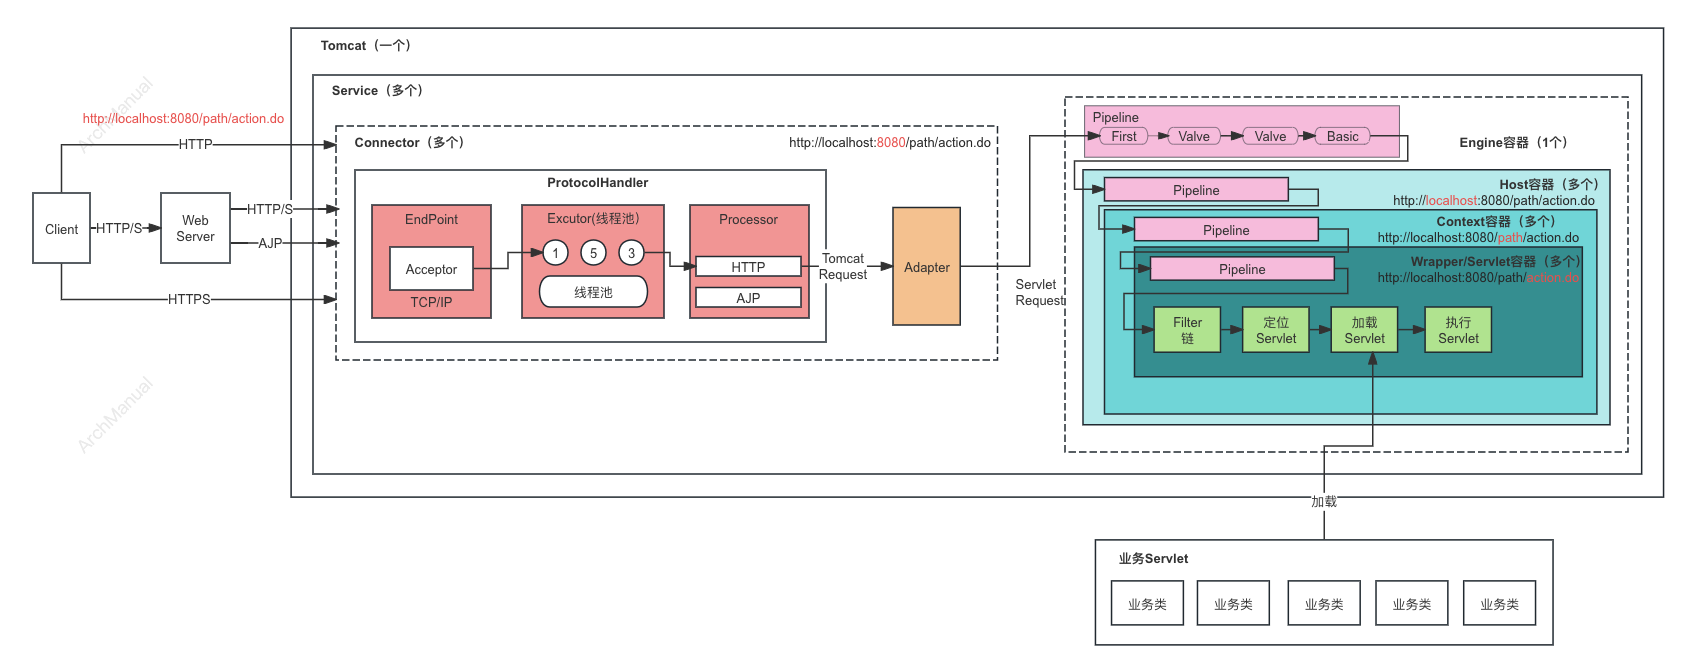 Tomcat（一个）
Service（多个）
ArchManual
http://localhost:8080/path/action.do
HTTP
Client
HTTP/S
Web
Server
HTTP/S
AJP
HTTPS
ArchManual
Connector（多个）
http://localhost:8080/path/action.do
ProtocolHandler
EndPoint
Acceptor
TCP/IP
Excutor(线程池）
1
5
3
线程池
Processor
HTTP
AJP
Tomcat
Request
Adapter
Servlet
Request
Pipeline
First
Valve
Valve
Basic
Engine容器（1个）
Pipeline
Host容器（多个）
http://localhost:8080/path/action.do
Pipeline
Context容器（多个）
http://localhost:8080/path/action.do
Pipeline
Wrapper/Servlet容器（多个）
http://localhost:8080/path/action.do
Filter
链
定位
Servlet
加载
Servlet
执行
Servlet
加载
业务Servlet
业务类
业务类
业务类
业务类
业务类